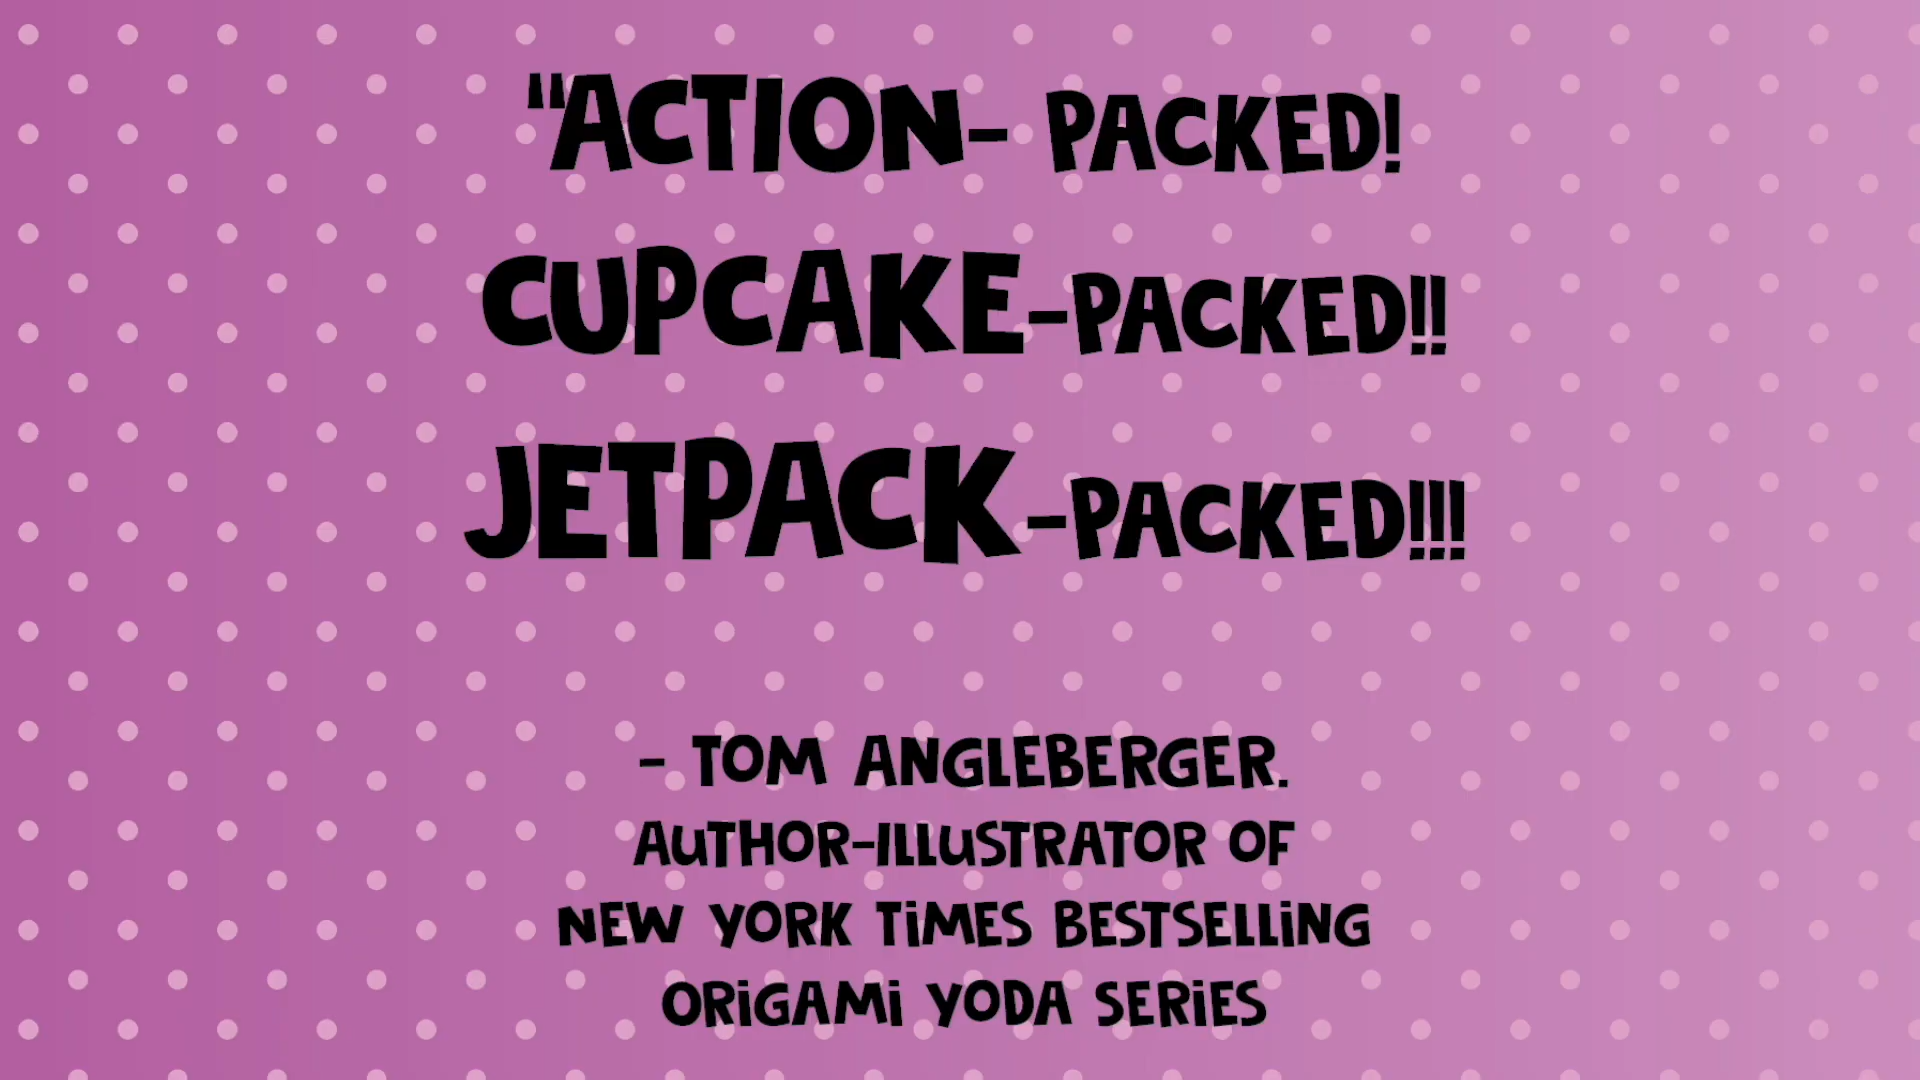 "ACTION- PACKED!
CUPCAKE-PACKED!!
JETPACK-PACKED!!!
- TOM ANGLEBERGER.
AUTHOR-ILLUSTRATOR OF
NEW YORK TIMES BESTSELLING
ORIGAMI YODA SERIES